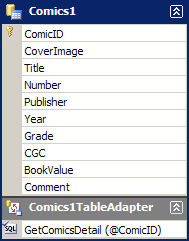 Comics1
ComicID
CoverImage
Title
Number
Publisher
Year
Grade
CGC
BookValue
Comment
Comics1TableAdapter
SQL GetComicsDetail (@ComicID)